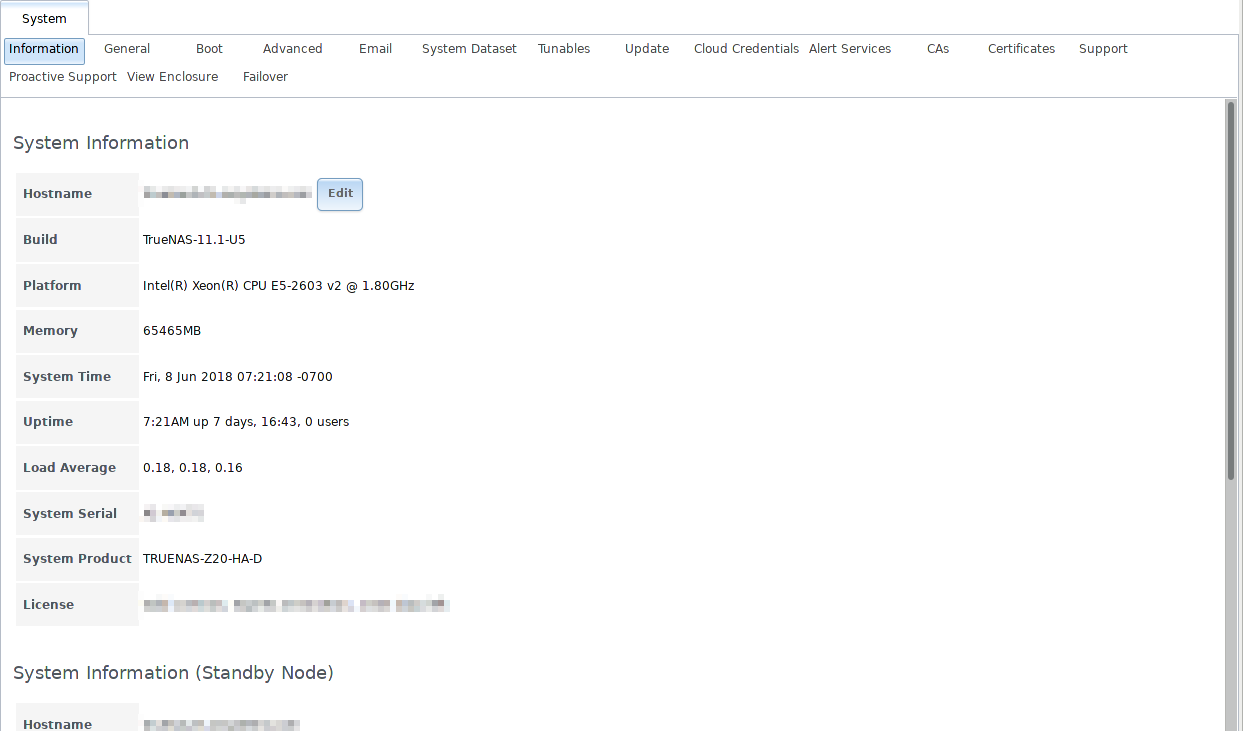 System
Information General Boot Advanced Email System Dataset Tunables Update Cloud Credentials Alert Services CAs Certificates Support
Proactive Support View Enclosure Failover
System Information
Hostname Edit
Build TrueNAS-11.1-U5
Platform Intel(R) Xeon(R) CPU E5-2603 v2 @ 1.80GHz
Memory 65465MB
System Time Fri, 8 Jun 2018 07:21:08 -0700
Uptime 7:21AM up 7 days, 16:43, 0 users
Load Average 0.18, 0.18, 0.16
System Serial
System Product TRUENAS-Z20-HA-D
License
System Information (Standby Node)
Hostname